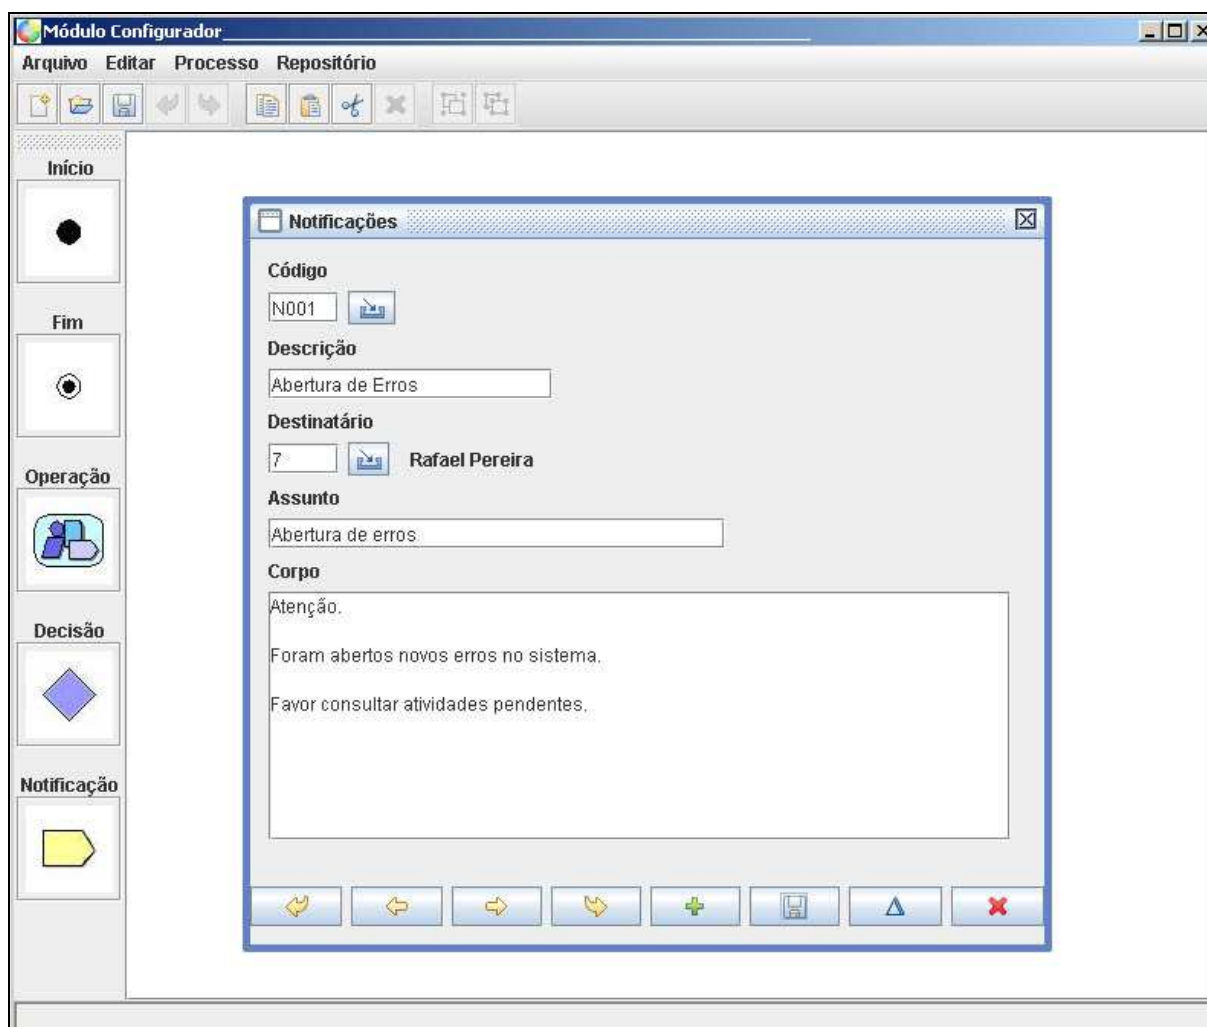 Módulo Configurador
Arquivo Editar Processo Repositório
Início
Fim
Operação
Decisão
Notificação
Notificações
Código
N001
Descrição
Abertura de Erros
Destinatário
7 Rafael Pereira
Assunto
Abertura de erros
Corpo
Atenção.
Foram abertos novos erros no sistema.
Favor consultar atividades pendentes.